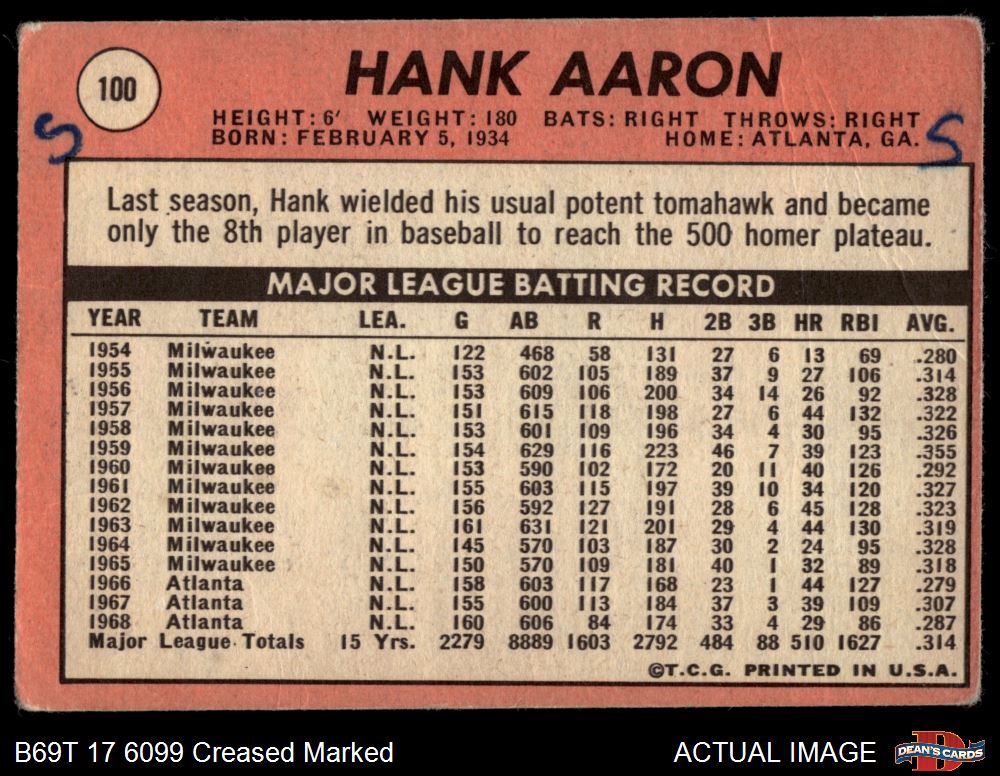 100
HANK AARON
HEIGHT: 6' WEIGHT: 180 BATS: RIGHT THROWS: RIGHT
BORN: FEBRUARY 5, 1934 HOME: ATLANTA, GA.
S S
Last season, Hank wielded his usual potent tomahawk and became
only the 8th player in baseball to reach the 500 homer plateau.
MAJOR LEAGUE BATTING RECORD
YEAR TEAM LEA. G AB R H 2B 3B HR RBI AVG.
1954 Milwaukee N.L. 122 468 58 131 27 6 13 69 .280
1955 Milwaukee N.L. 153 602 105 189 37 9 27 106 .314
1956 Milwaukee N.L. 153 609 106 200 34 14 26 92 .328
1957 Milwaukee N.L. 151 615 118 198 27 6 44 132 .322
1958 Milwaukee N.L. 153 601 109 196 34 4 30 95 .326
1959 Milwaukee N.L. 154 629 116 223 46 7 39 123 .355
1960 Milwaukee N.L. 153 590 102 172 20 11 40 126 .292
1961 Milwaukee N.L. 155 603 115 197 39 10 34 120 .327
1962 Milwaukee N.L. 156 592 127 191 28 6 45 128 .323
1963 Milwaukee N.L. 161 631 121 201 29 4 44 130 .319
1964 Milwaukee N.L. 145 570 103 187 30 2 24 95 .328
1965 Milwaukee N.L. 150 570 109 181 40 1 32 89 .318
1966 Atlanta N.L. 158 603 117 168 23 1 44 127 .279
1967 Atlanta N.L. 155 600 113 184 37 3 39 109 .307
1968 Atlanta N.L. 160 606 84 174 33 4 29 86 .287
Major League Totals 15 Yrs. 2279 8889 1603 2792 484 88 510 1627 .314
©T.C.G. PRINTED IN U.S.A.
B69T 17 6099 Creased Marked ACTUAL IMAGE
D
DEAN'S CARDS